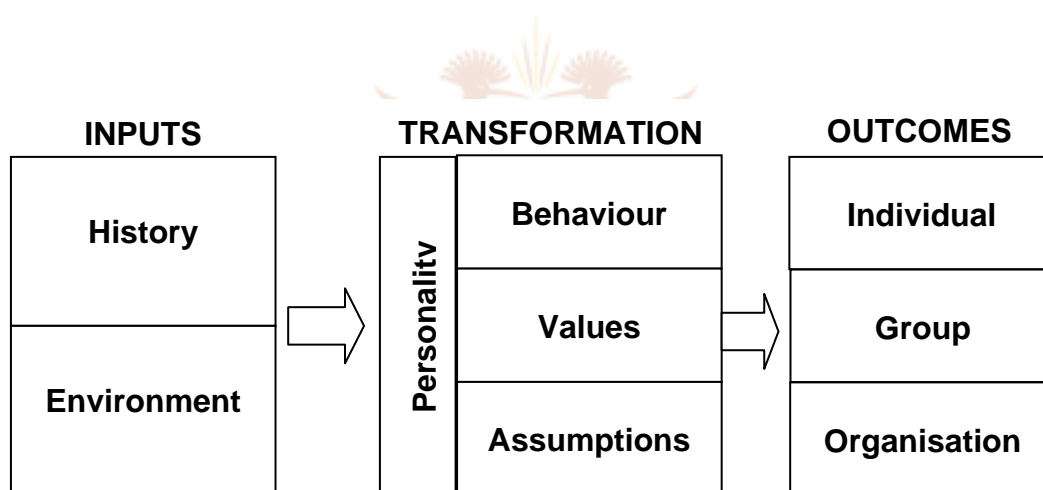 INPUTS
History
Environment
TRANSFORMATION
Personality
Behaviour
Values
Assumptions
OUTCOMES
Individual
Group
Organisation